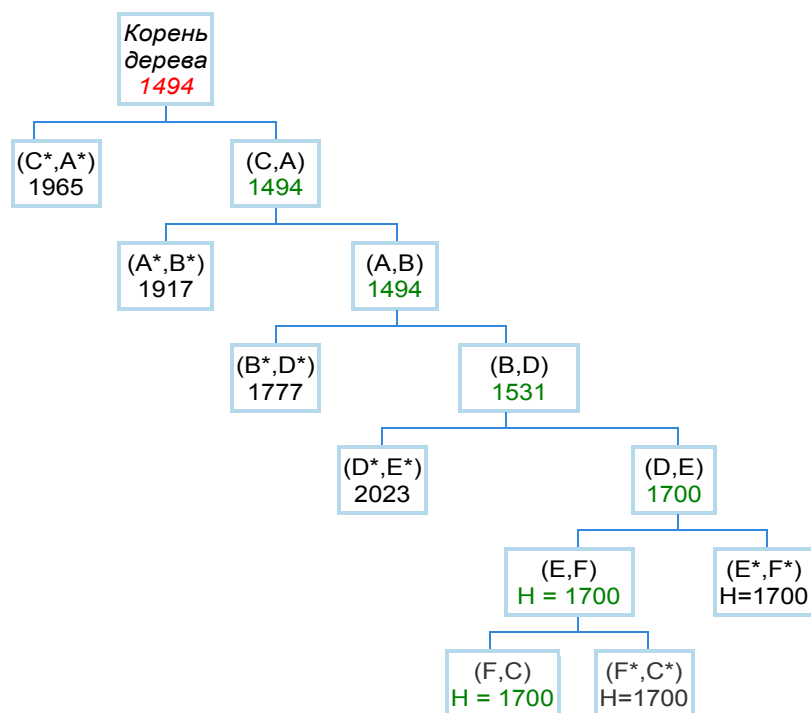 Корень
дерева
1494
(C*,A*)
1965
(C,A)
1494
(A*,B*)
1917
(A,B)
1494
(B*,D*)
1777
(B,D)
1531
(D*,E*)
2023
(D,E)
1700
(E,F)
H = 1700
(E*,F*)
H=1700
(F,C)
H = 1700
(F*,C*)
H=1700